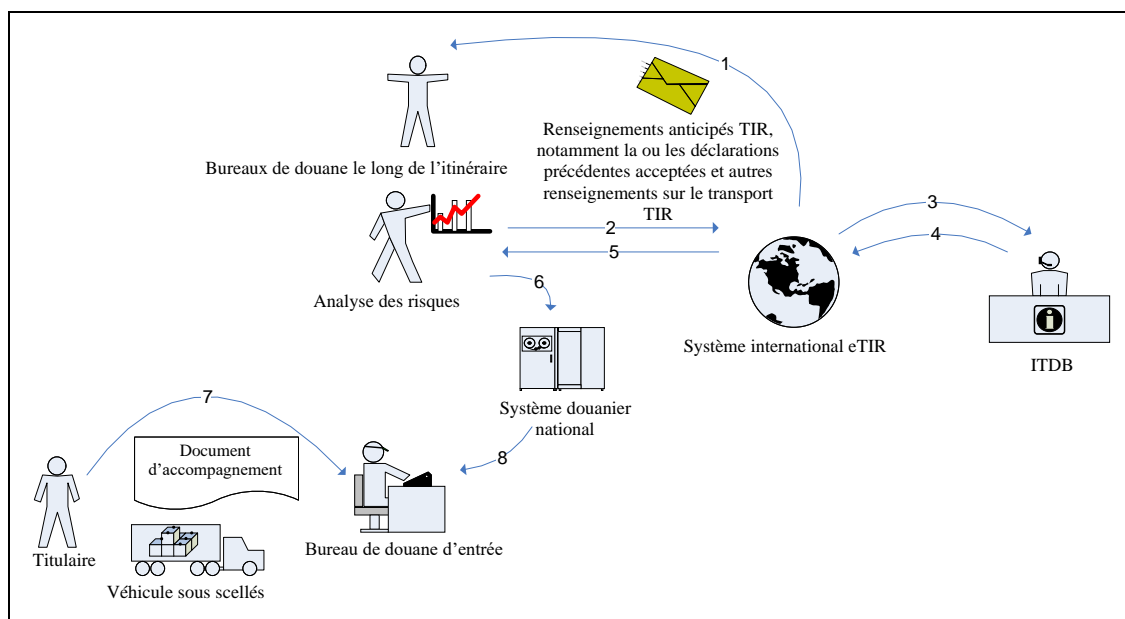 1
Renseignements anticipés TIR,
notamment la ou les déclarations
précédentes acceptées et autres
renseignements sur le transport
TIR
Bureaux de douane le long de l'itinéraire
2
3
4
5
6
Analyse des risques
Système international eTIR
i
ITDB
Système douanier
national
7
8
Document
d'accompagnement
Titulaire
Bureau de douane d'entrée
Véhicule sous scellés